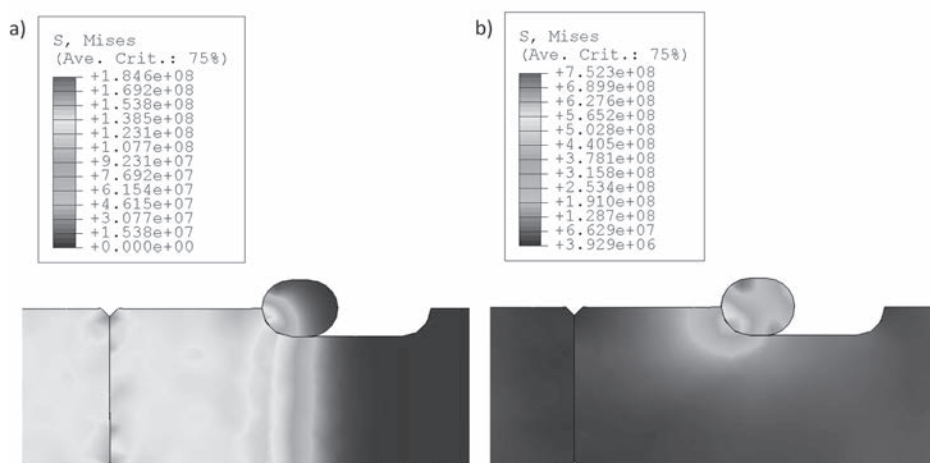 a)
S, Mises
(Ave. Crit.: 75%)
+1.846e+08
+1.692e+08
+1.538e+08
+1.385e+08
+1.231e+08
+1.077e+08
+9.231e+07
+7.692e+07
+6.154e+07
+4.615e+07
+3.077e+07
+1.538e+07
+0.000e+00
b)
S, Mises
(Ave. Crit.: 75%)
+7.523e+08
+6.899e+08
+6.276e+08
+5.652e+08
+5.028e+08
+4.405e+08
+3.781e+08
+3.158e+08
+2.534e+08
+1.910e+08
+1.287e+08
+6.629e+07
+3.929e+06